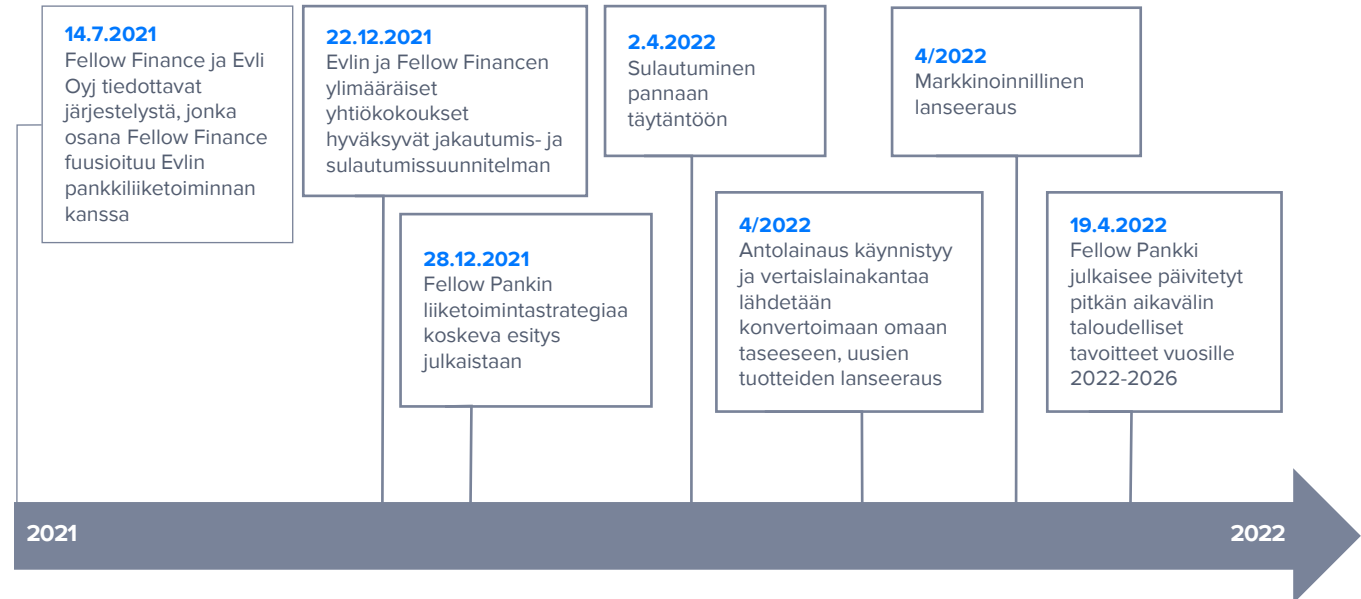 14.7.2021
Fellow Finance ja Evli
Oyj tiedottavat
järjestelystä, jonka
osana Fellow Finance
fuusioituu Evlin
pankkiliiketoiminnan
kanssa
22.12.2021
Evlin ja Fellow Financen
ylimääräiset
yhtiökokoukset
hyväksyvät jakautumis- ja
sulautumissuunnitelman
28.12.2021
Fellow Pankin
liiketoimintastrategiaa
koskeva esitys
julkaistaan
2.4.2022
Sulautuminen
pannaan
täytäntöön
4/2022
Antolainaus käynnistyy
ja vertaislainakantaa
lähdetään
konvertoimaan omaan
taseeseen, uusien
tuotteiden lanseeraus
4/2022
Markkinoinnillinen
lanseeraus
19.4.2022
Fellow Pankki
julkaisee päivitetyt
pitkän aikavälin
taloudelliset
tavoitteet vuosille
2022-2026
2021
2022